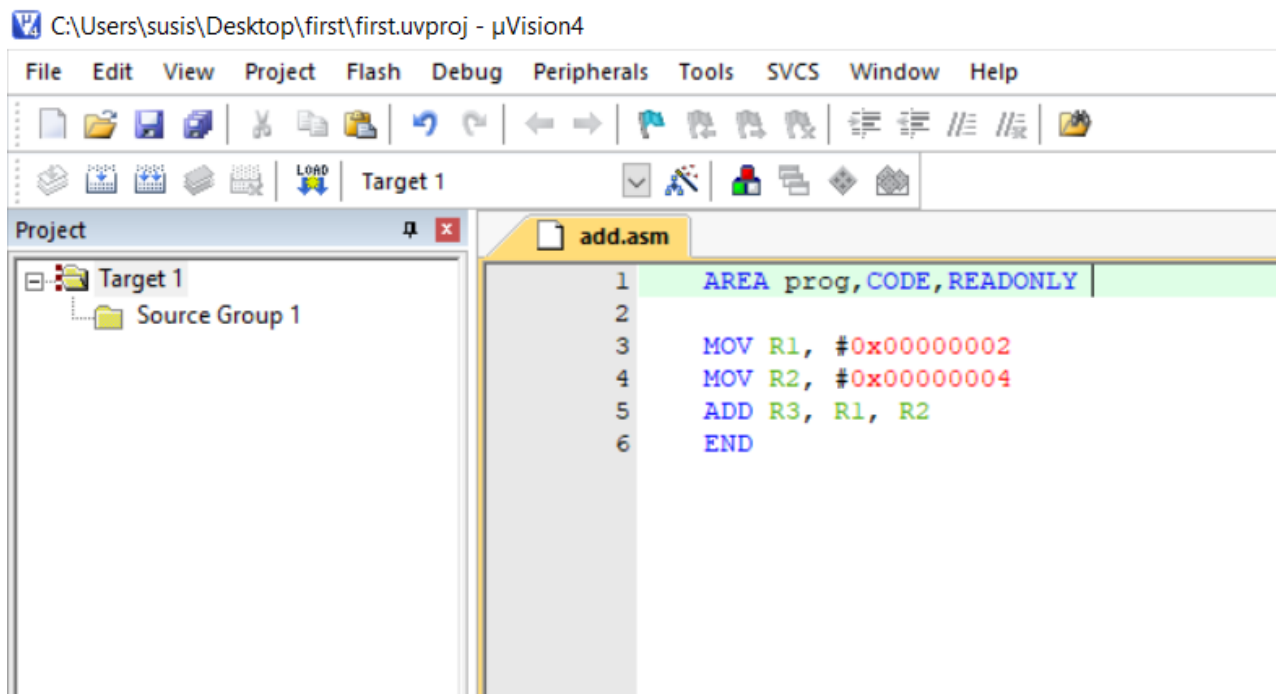 C:\Users\susis\Desktop\first\first.uvproj - µVision4
File Edit View Project Flash Debug Peripherals Tools SVCS Window Help
LOAD Target 1
Project
add.asm
Target 1
Source Group 1
1 AREA prog,CODE,READONLY
2
3 MOV R1, #0x00000002
4 MOV R2, #0x00000004
5 ADD R3, R1, R2
6 END